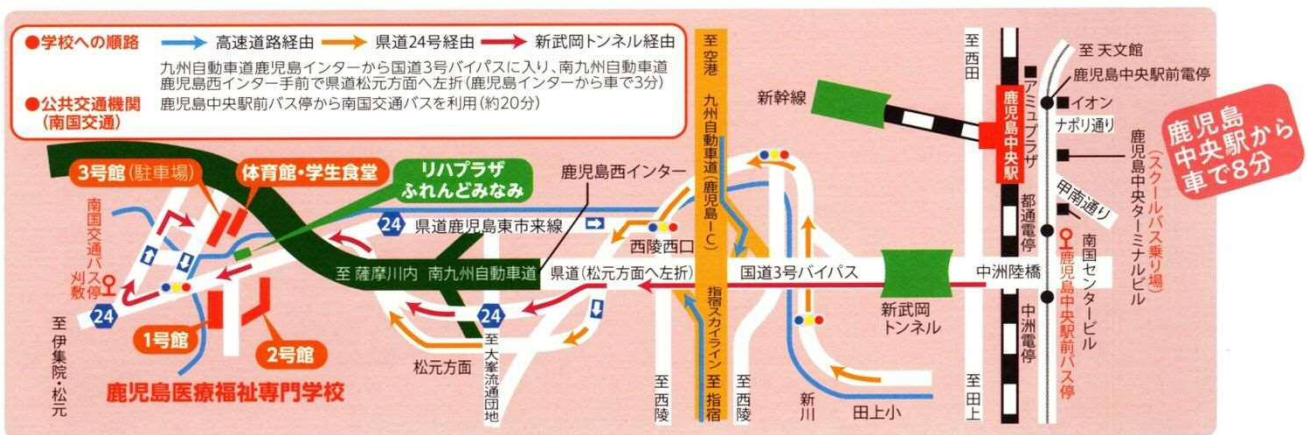 ●学校への順路
高速道路経由
県道24号経由
新武岡トンネル経由
九州自動車道鹿児島インターから国道3号バイパスに入り、南九州自動車道
鹿児島西インター手前で県道松元方面へ左折(鹿児島インターから車で3分)
●公共交通機関
(南国交通)
鹿児島中央駅前バス停から南国交通バスを利用(約20分)
3号館(駐車場)
体育館・学生食堂
リハプラザ
ふれんどみなみ
鹿児島西インター
南国交通バス停
刈敷
24
至伊集院・松元
1号館
2号館
鹿児島医療福祉専門学校
24
県道鹿児島東市来線
至薩摩川内 南九州自動車道
県道(松元方面へ左折)
松元方面
24
至大峯流通団地
西陵西口
至西陵
至空港
九州自動車道(鹿児島IC)
指宿スカイライン
至指宿
至西陵
国道3号バイパス
新川
田上小
新武岡
トンネル
新幹線
至西田
中洲陸橋
至田上
鹿児島中央駅
アミュプラザ
都通電停
中洲電停
至天文館
鹿児島中央駅前電停
イオン
ナポリ通り
甲南通り
鹿児島中央ターミナルビル
(スクールバス乗り場)
南国センタービル
鹿児島中央駅前バス停
鹿児島
中央駅から
車で8分